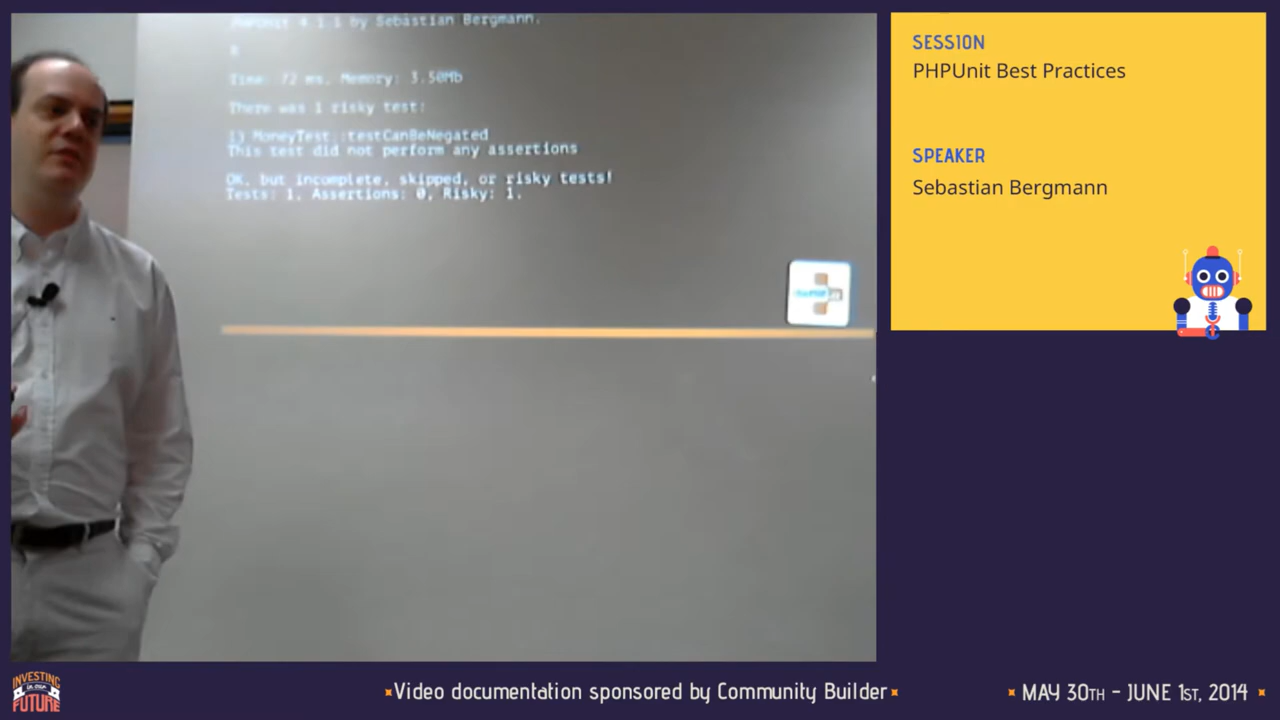 PHPUnit 4.1.1 by Sebastian Bergmann.
R
Time: 72 ms, Memory: 3.50Mb
There was 1 risky test:
1) MoneyTest::testCanBeNegated
This test did not perform any assertions
OK, but incomplete, skipped, or risky tests!
Tests: 1, Assertions: 0, Risky: 1.
SESSION
PHPUnit Best Practices
SPEAKER
Sebastian Bergmann
INVESTING
IN OUR
FUTURE
Video documentation sponsored by Community Builder
MAY 30TH - JUNE 1ST, 2014